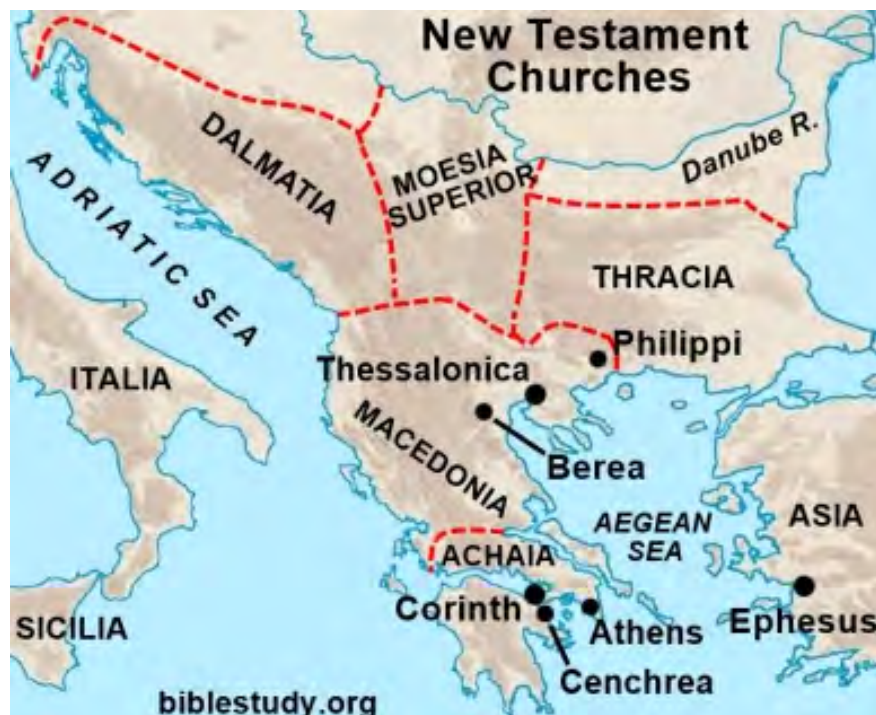 New Testament
Churches
Danube R.
DALMATIA
MOESIA
SUPERIOR
ADRIATIC SEA
THRACIA
Philippi
Thessalonica
ITALIA
MACEDONIA
Berea
AEGEAN
SEA
ASIA
ACHAIA
Corinth
Athens
Ephesus
SICILIA
Cenchrea
biblestudy.org